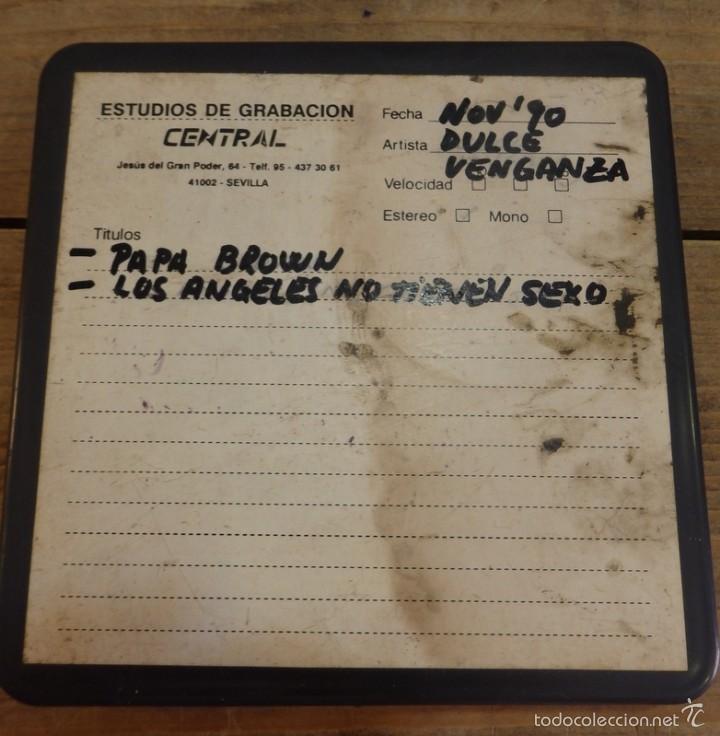 ESTUDIOS DE GRABACION
CENTRAL
Jesús del Gran Poder, 64 - Telf. 95 - 437 30 61
41002 - SEVILLA
Fecha NOV '90
Artista DULCE
VENGANZA
Velocidad
Estereo Mono
Titulos
- PAPA BROWN
- LOS ANGELES NO TIENEN SEXO
todocoleccion.net